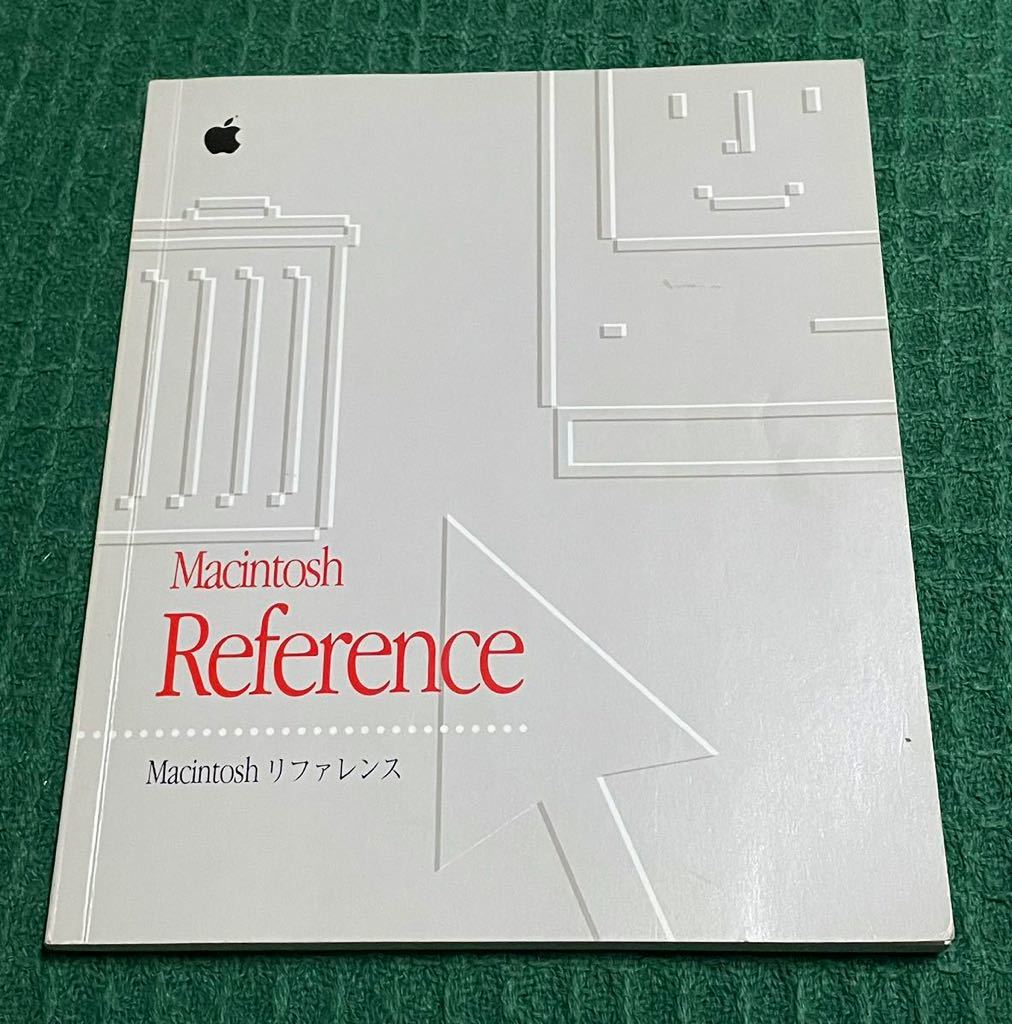 Macintosh
Reference
Macintosh リファレンス